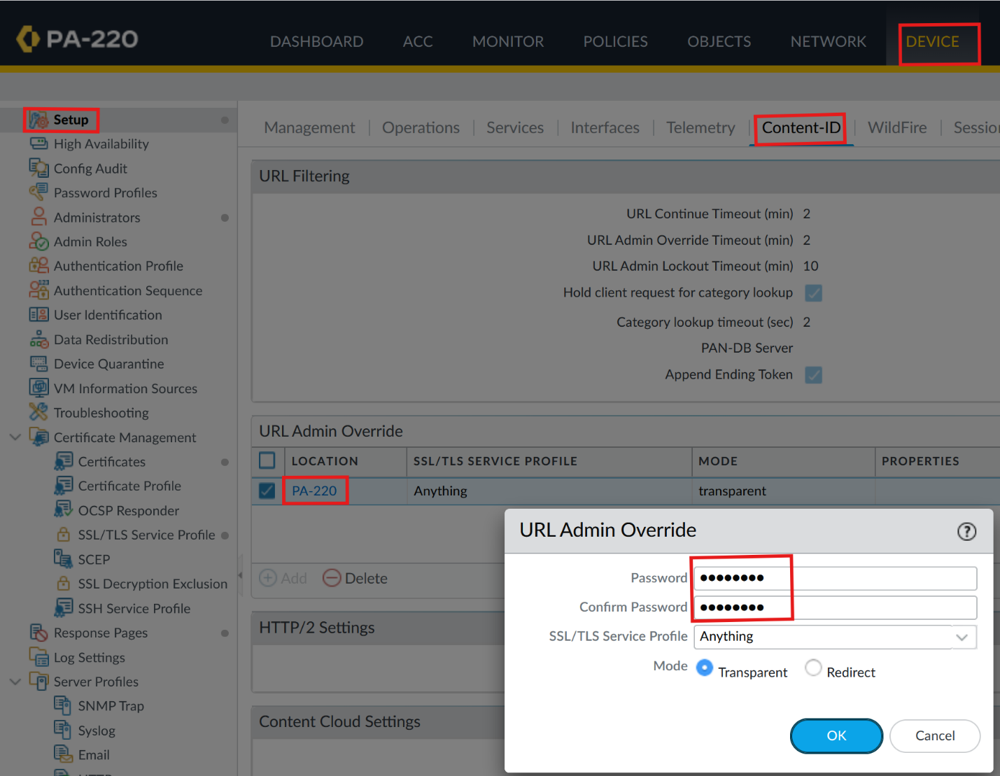 PA-220
DASHBOARD ACC MONITOR POLICIES OBJECTS NETWORK DEVICE
Setup
High Availability
Config Audit
Password Profiles
Administrators
Admin Roles
Authentication Profile
Authentication Sequence
User Identification
Data Redistribution
Device Quarantine
VM Information Sources
Troubleshooting
Certificate Management
Certificates
Certificate Profile
OCSP Responder
SSL/TLS Service Profile
SCEP
SSL Decryption Exclusion
SSH Service Profile
Response Pages
Log Settings
Server Profiles
SNMP Trap
Syslog
Email
Management Operations Services Interfaces Telemetry Content-ID WildFire Session
URL Filtering
URL Continue Timeout (min) 2
URL Admin Override Timeout (min) 2
URL Admin Lockout Timeout (min) 10
Hold client request for category lookup
Category lookup timeout (sec) 2
PAN-DB Server
Append Ending Token
URL Admin Override
LOCATION SSL/TLS SERVICE PROFILE MODE PROPERTIES
PA-220 Anything transparent
Add Delete
HTTP/2 Settings
Content Cloud Settings
URL Admin Override ?
Password ••••••••
Confirm Password ••••••••
SSL/TLS Service Profile Anything
Mode Transparent Redirect
OK Cancel